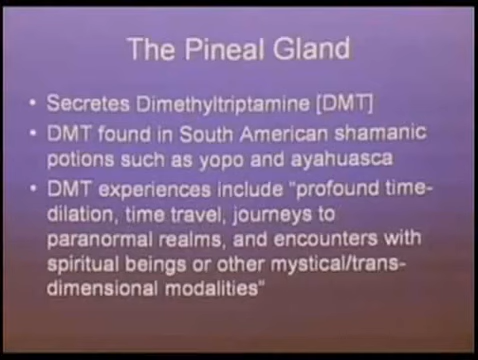 The Pineal Gland
• Secretes Dimethyltriptamine [DMT]
• DMT found in South American shamanic
potions such as yopo and ayahuasca
• DMT experiences include "profound time-
dilation, time travel, journeys to
paranormal realms, and encounters with
spiritual beings or other mystical/trans-
dimensional modalities"